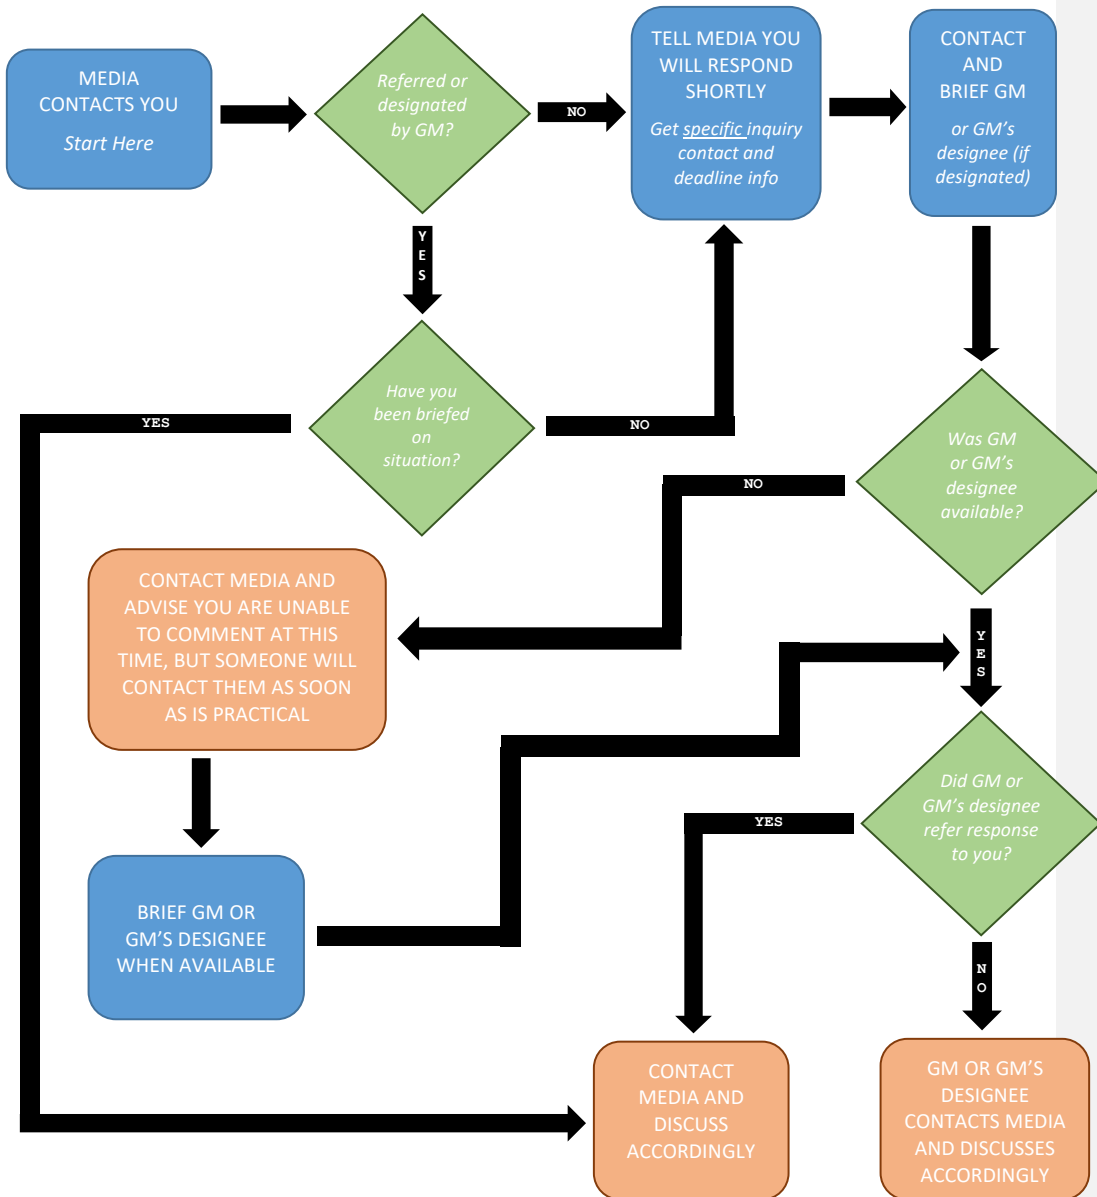 MEDIA
CONTACTS YOU
Start Here
Referred or
designated
by GM?
NO
TELL MEDIA YOU
WILL RESPOND
SHORTLY
Get specific inquiry
contact and
deadline info
CONTACT
AND
BRIEF GM
or GM’s
designee (if
designated)
YES
Have you
been briefed
on
situation?
YES
NO
Was GM
or GM’s
designee
available?
NO
CONTACT MEDIA AND
ADVISE YOU ARE UNABLE
TO COMMENT AT THIS
TIME, BUT SOMEONE WILL
CONTACT THEM AS SOON
AS IS PRACTICAL
YES
Did GM or
GM’s designee
refer response
to you?
YES
BRIEF GM OR
GM’S DESIGNEE
WHEN AVAILABLE
NO
CONTACT
MEDIA AND
DISCUSS
ACCORDINGLY
GM OR GM’S
DESIGNEE
CONTACTS MEDIA
AND DISCUSSES
ACCORDINGLY